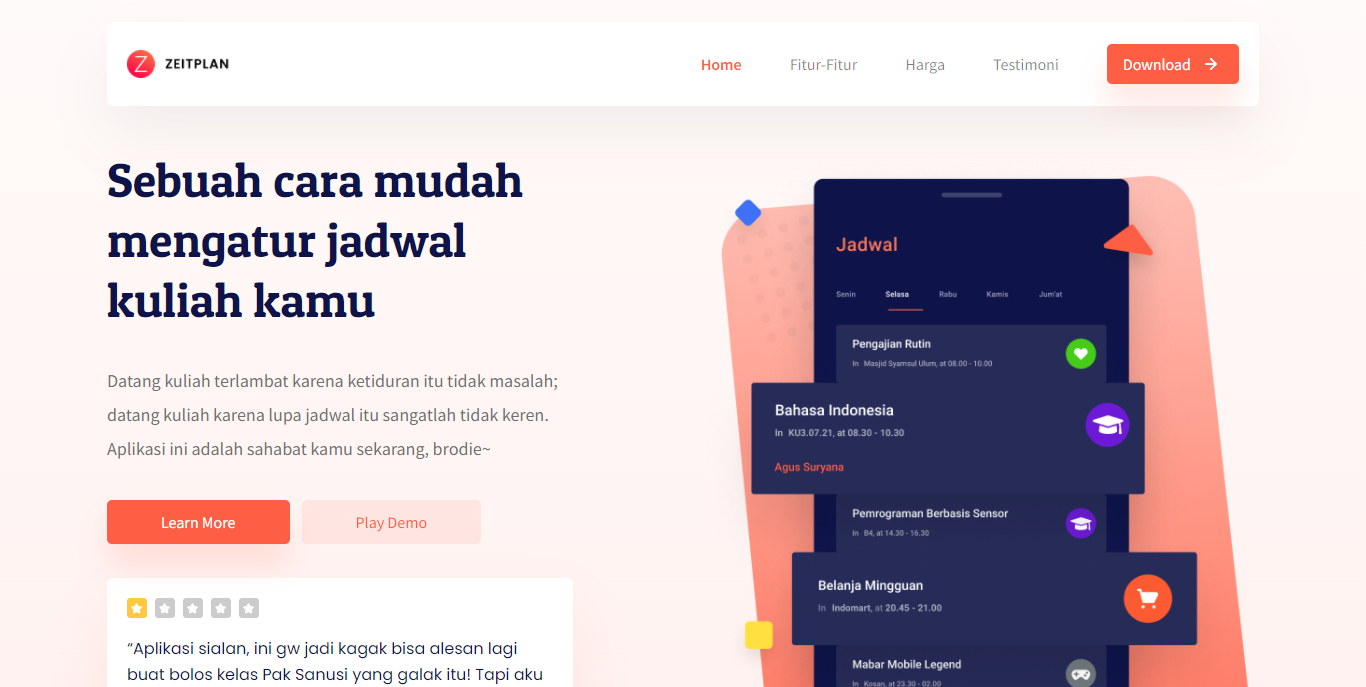 Z ZEITPLAN
Home
Fitur-Fitur
Harga
Testimoni
Download
Sebuah cara mudah
mengatur jadwal
kuliah kamu
Datang kuliah terlambat karena ketiduran itu tidak masalah;
datang kuliah karena lupa jadwal itu sangatlah tidak keren.
Aplikasi ini adalah sahabat kamu sekarang, brodie~
Learn More
Play Demo
“Aplikasi sialan, ini gw jadi kagak bisa alesan lagi
buat bolos kelas Pak Sanusi yang galak itu! Tapi aku
Jadwal
Senin
Selasa
Rabu
Kamis
Jum'at
Pengajian Rutin
In Masjid Syamsul Ulum, at 08.00 - 10.00
Bahasa Indonesia
In KU3.07.21, at 08.30 - 10.30
Agus Suryana
Pemrograman Berbasis Sensor
In B4, at 14.30 - 16.30
Belanja Mingguan
In Indomart, at 20.45 - 21.00
Mabar Mobile Legend
In Kosan, at 23.30 - 02.00